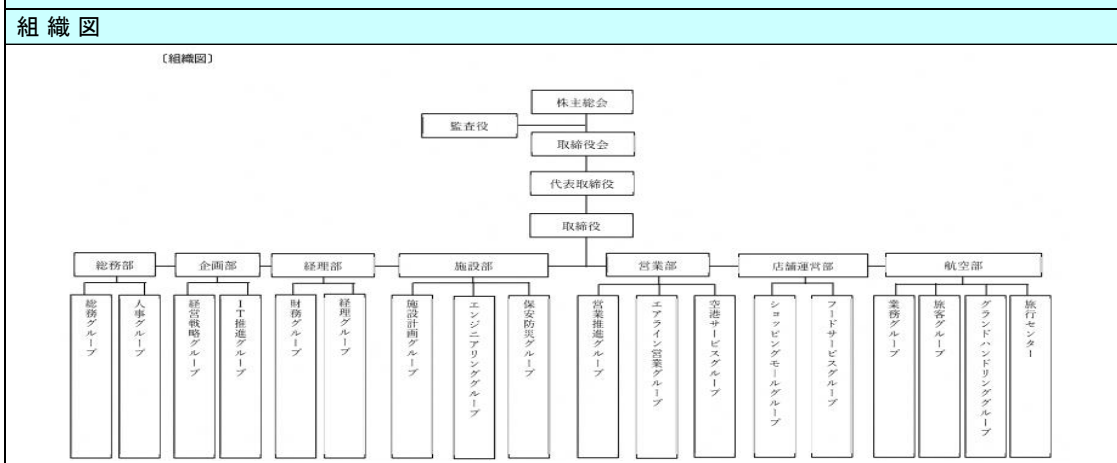 組織図
〔組織図〕
株主総会
監査役
取締役会
代表取締役
取締役
総務部
企画部
経理部
施設部
営業部
店舗運営部
航空部
総務グループ
人事グループ
経営戦略グループ
IT推進グループ
財務グループ
経理グループ
施設計画グループ
エンジニアリンググループ
保安防災グループ
営業推進グループ
エアライン営業グループ
空港サービスグループ
ショッピングモールグループ
フードサービスグループ
業務グループ
旅客グループ
グランドハンドリンググループ
旅行センター